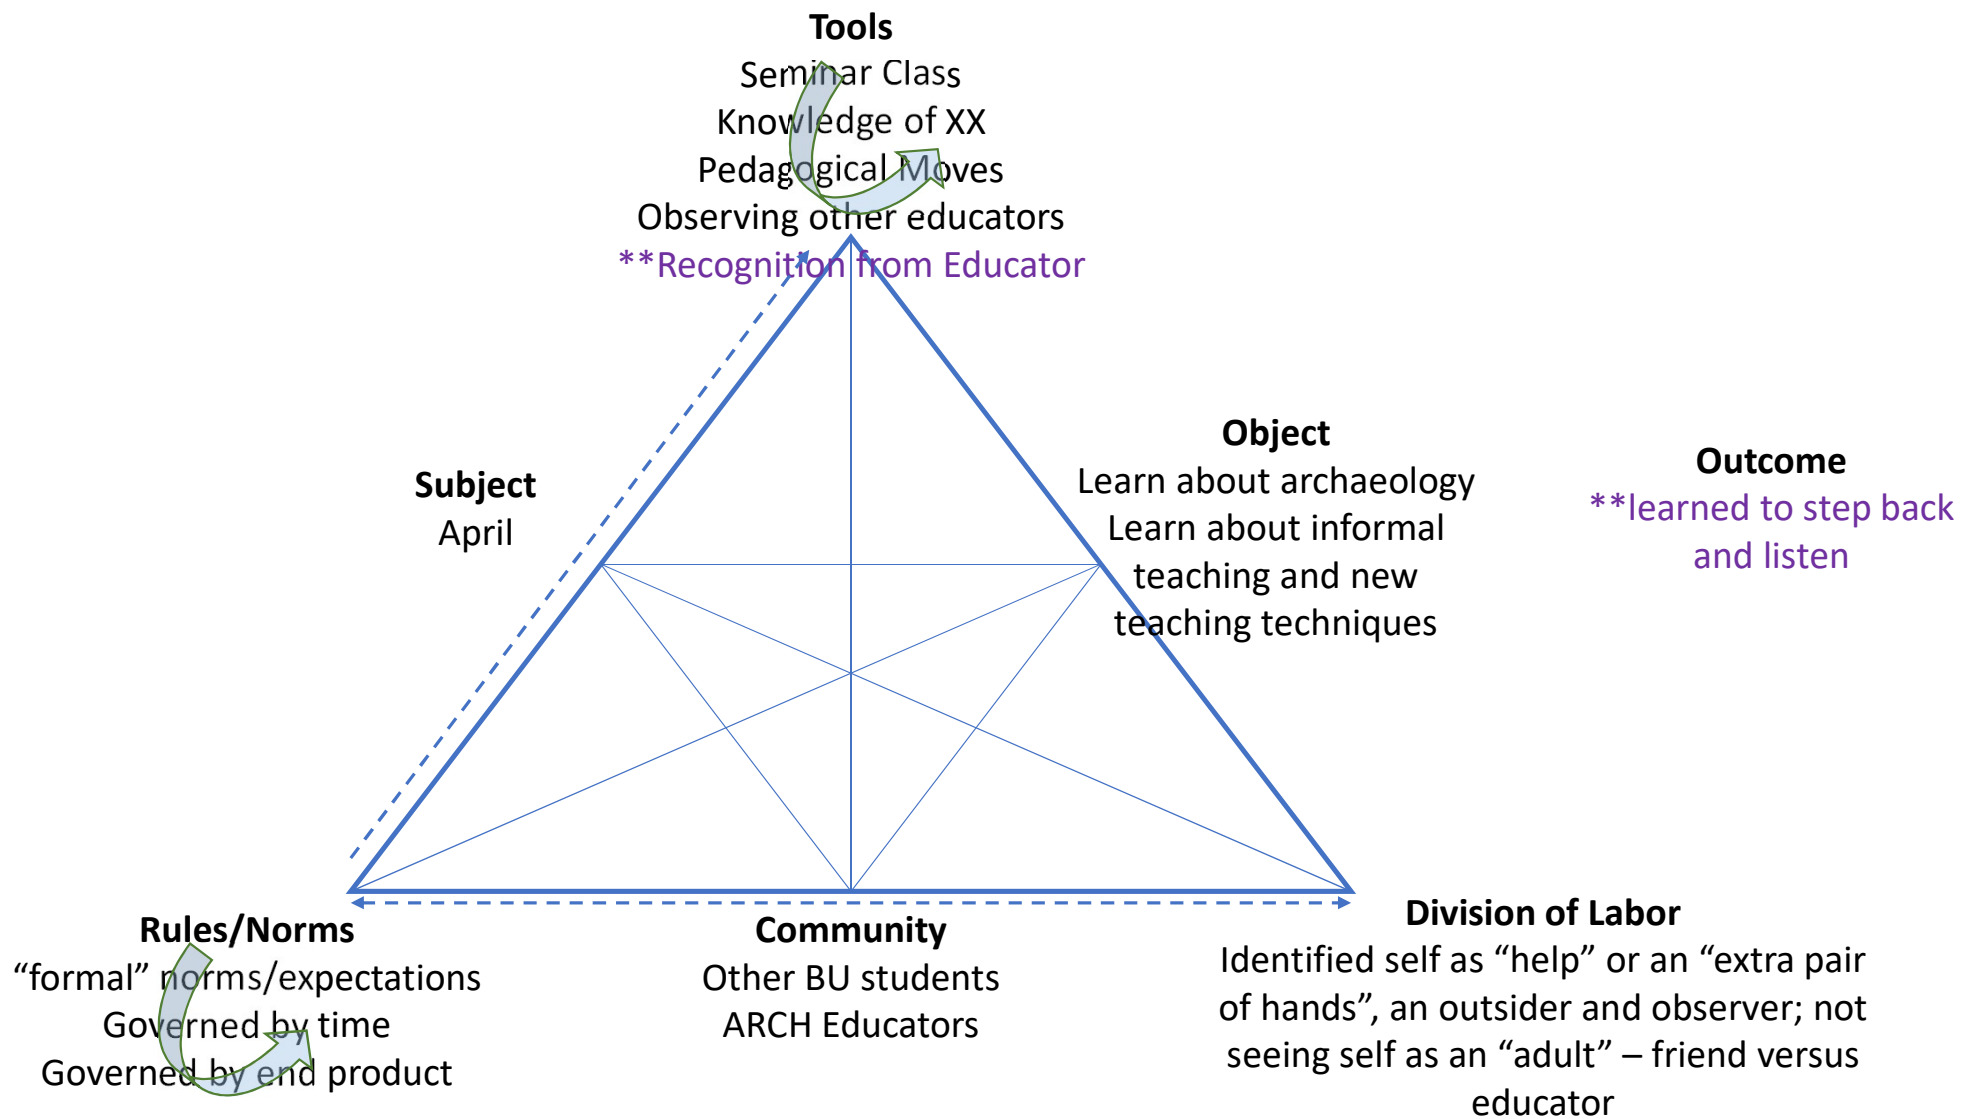 Tools
Seminar Class
Knowledge of XX
Pedagogical Moves
Observing other educators
**Recognition from Educator
Subject
April
Object
Learn about archaeology
Learn about informal
teaching and new
teaching techniques
Outcome
**learned to step back
and listen
Rules/Norms
“formal” norms/expectations
Governed by time
Governed by end product
Community
Other BU students
ARCH Educators
Division of Labor
Identified self as “help” or an “extra pair
of hands”, an outsider and observer; not
seeing self as an “adult” – friend versus
educator